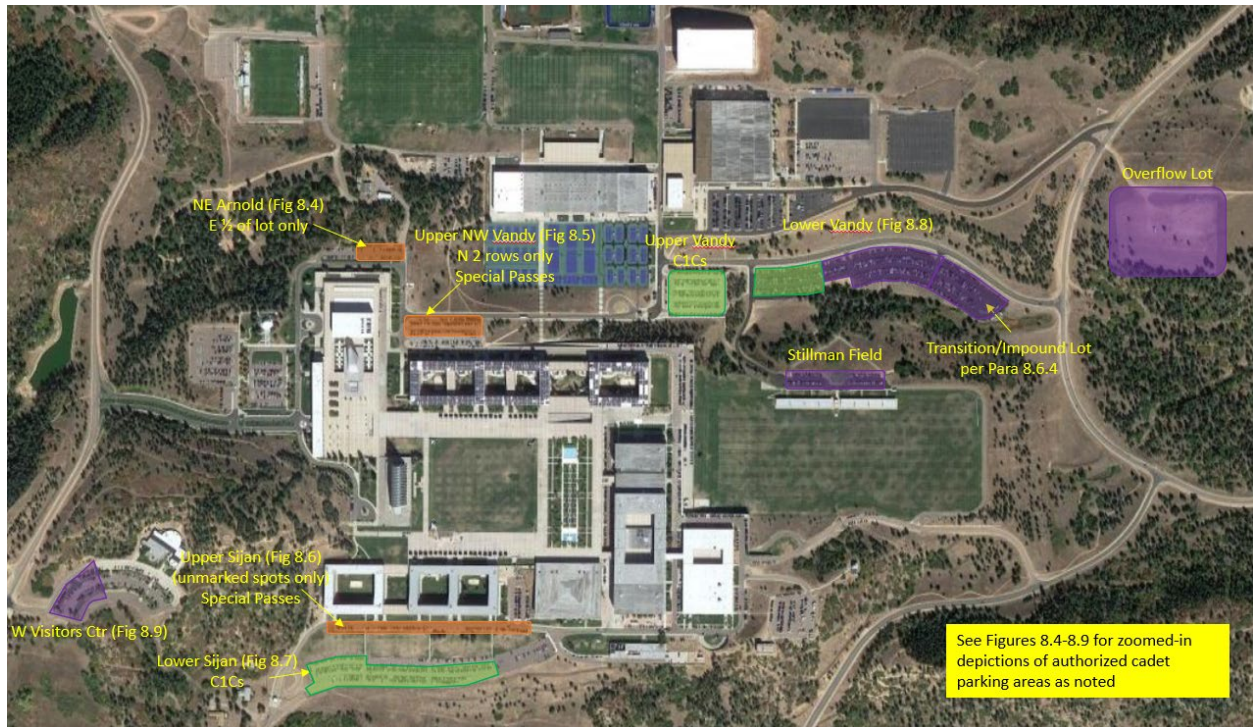 Overflow Lot
NE Arnold (Fig 8.4)
E ½ of lot only
Upper NW Vandy (Fig 8.5)
N 2 rows only
Special Passes
Upper Vandy
C1Cs
Lower Vandy (Fig 8.8)
Transition/Impound Lot
per Para 8.6.4
Stillman Field
Upper Sijan (Fig 8.6)
(unmarked spots only)
Special Passes
W Visitors Ctr (Fig 8.9)
Lower Sijan (Fig 8.7)
C1Cs
See Figures 8.4-8.9 for zoomed-in
depictions of authorized cadet
parking areas as noted